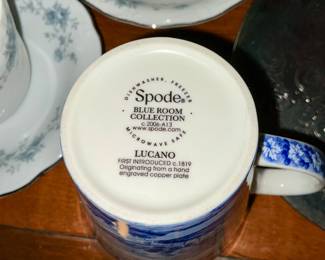 DISHWASHER, FREEZER
Spode®
BLUE ROOM
COLLECTION
c.2006-A13
www.spode.com
MICROWAVE SAFE
LUCANO
FIRST INTRODUCED c.1819
Originating from a hand
engraved copper plate